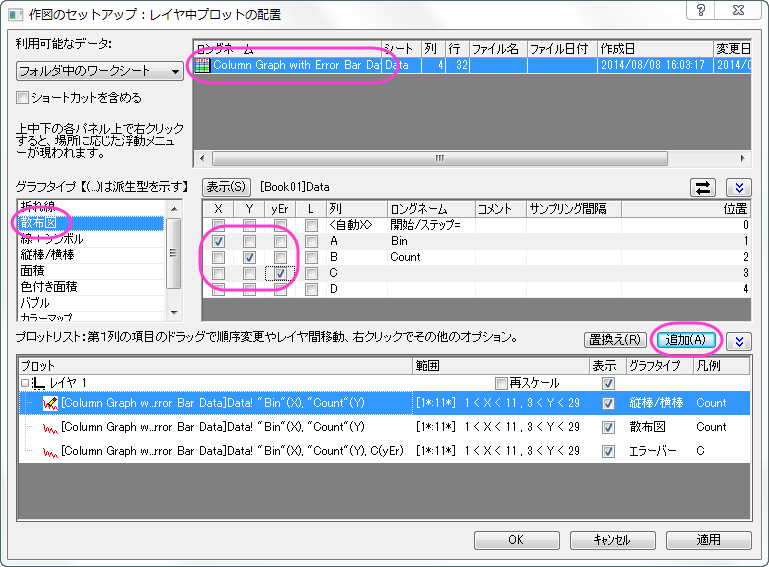 作図のセットアップ：レイヤ中プロットの配置
利用可能なデータ:
フォルダ中のワークシート
ショートカットを含める
上中下の各パネル上で右クリック
すると、場所に応じた浮動メニュ
ーが現われます。
ロングネーム シート 列 行 ファイル名 ファイル日付 作成日 変更日
Column Graph with Error Bar Da Data 4 32 2014/08/08 16:03:17 2014/0
グラフタイプ【(...)は派生型を示す】
表示(S) [Book01]Data
折れ線
散布図
線＋シンボル
縦棒/横棒
面積
色付き面積
バブル
カラーマップ
X Y yEr L 列 ロングネーム コメント サンプリング間隔 位置
<自動X> 開始/ステップ= 0
A Bin 1
B Count 2
C 3
D 4
プロットリスト：第1列の項目のドラッグで順序変更やレイヤ間移動、右クリックでその他のオプション。
置換え(R) 追加(A)
プロット 範囲 表示 グラフタイプ 凡例
レイヤ 1 再スケール
[Column Graph w...rror Bar Data]Data! "Bin"(X), "Count"(Y) [1*:11*] 1 < X < 11 , 3 < Y < 29 縦棒/横棒 Count
[Column Graph w...rror Bar Data]Data! "Bin"(X), "Count"(Y) [1*:11*] 1 < X < 11 , 3 < Y < 29 散布図 Count
[Column Graph w...rror Bar Data]Data! "Bin"(X), "Count"(Y), C(yEr) [1*:11*] 1 < X < 11 , 3 < Y < 29 エラーバー C
OK キャンセル 適用